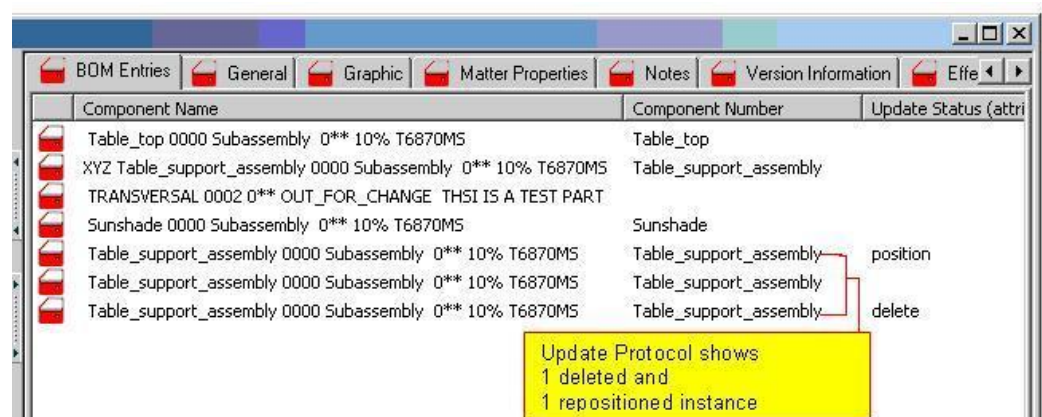 BOM Entries General Graphic Matter Properties Notes Version Information Effe
Component Name Component Number Update Status (attri
Table_top 0000 Subassembly 0** 10% T6870MS Table_top
XYZ Table_support_assembly 0000 Subassembly 0** 10% T6870MS Table_support_assembly
TRANSVERSAL 0002 0** OUT_FOR_CHANGE THSI IS A TEST PART
Sunshade 0000 Subassembly 0** 10% T6870MS Sunshade
Table_support_assembly 0000 Subassembly 0** 10% T6870MS Table_support_assembly position
Table_support_assembly 0000 Subassembly 0** 10% T6870MS Table_support_assembly
Table_support_assembly 0000 Subassembly 0** 10% T6870MS Table_support_assembly delete
Update Protocol shows
1 deleted and
1 repositioned instance